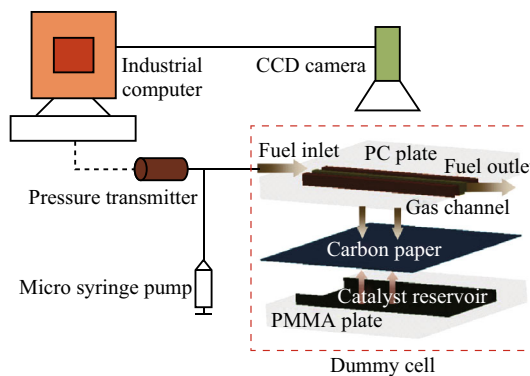 Industrial
computer
CCD camera
Fuel inlet
PC plate
Fuel outlet
Pressure transmitter
Gas channel
Carbon paper
Micro syringe pump
Catalyst reservoir
PMMA plate
Dummy cell